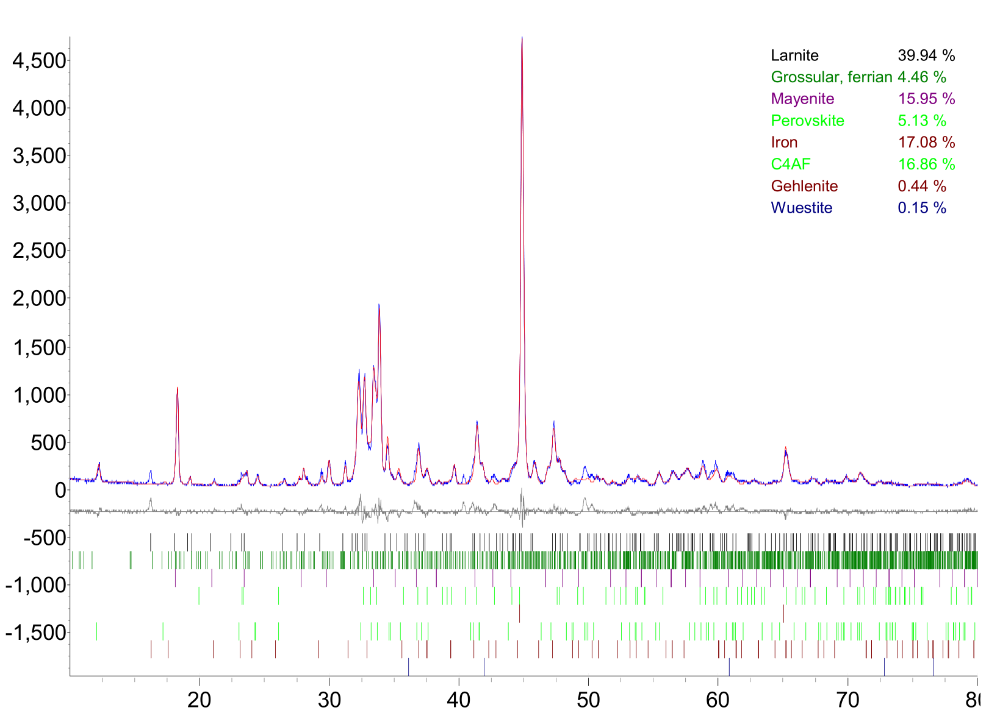 4,500
4,000
3,500
3,000
2,500
2,000
1,500
1,000
500
0
-500
-1,000
-1,500
Larnite 39.94 %
Grossular, ferrian 4.46 %
Mayenite 15.95 %
Perovskite 5.13 %
Iron 17.08 %
C4AF 16.86 %
Gehlenite 0.44 %
Wuestite 0.15 %
20 30 40 50 60 70 80